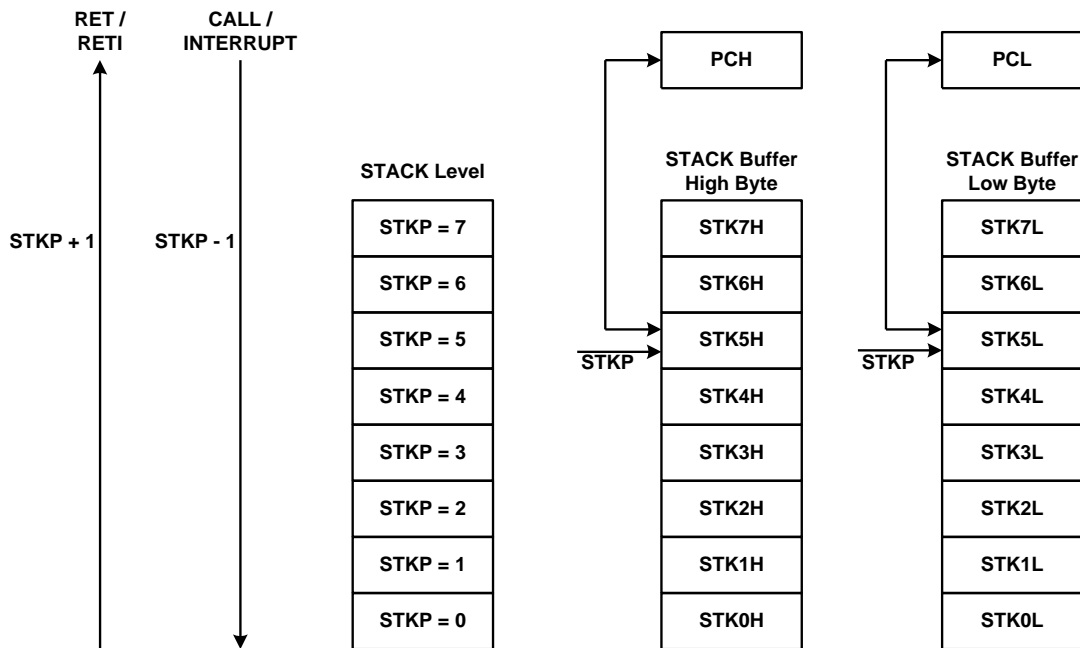 RET /
RETI
CALL /
INTERRUPT
PCH
PCL
STACK Level
STACK Buffer
High Byte
STACK Buffer
Low Byte
STKP + 1
STKP - 1
STKP = 7
STK7H
STK7L
STKP = 6
STK6H
STK6L
STKP = 5
STK5H
STK5L
STKP
STKP
STKP = 4
STK4H
STK4L
STKP = 3
STK3H
STK3L
STKP = 2
STK2H
STK2L
STKP = 1
STK1H
STK1L
STKP = 0
STK0H
STK0L